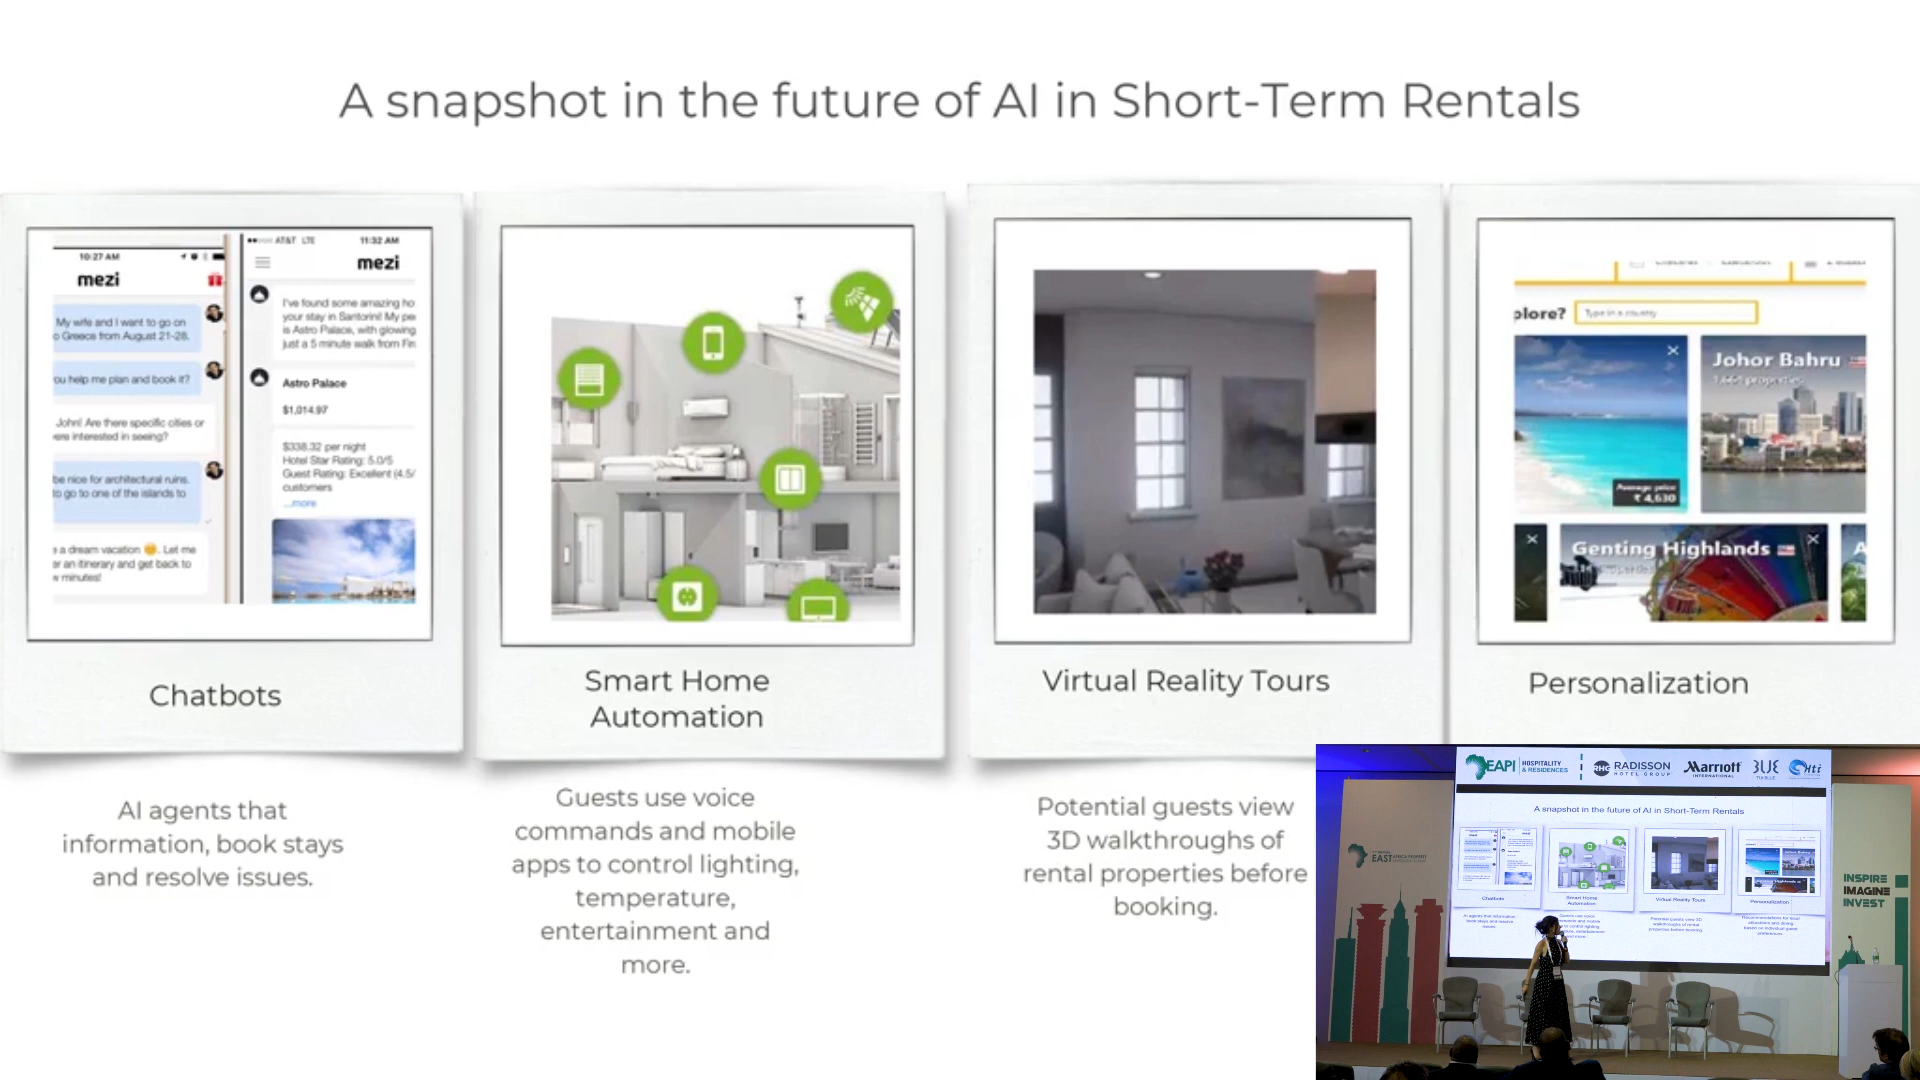 A snapshot in the future of AI in Short-Term Rentals
10:27 AM
mezi
My wife and I want to go on
o Greece from August 21-28.
ou help me plan and book it?
John! Are there specific cities or
ere interested in seeing?
be nice for architectural ruins.
to go to one of the islands to
s a dream vacation 😊. Let me
er an itinerary and get back to
w minutes!
AT&T LTE
11:32 AM
mezi
I've found some amazing ho
your stay in Santorini! My pe
is Astro Palace, with glowing
just a 5 minute walk from Fir
Astro Palace
$1,014.97
$338.32 per night
Hotel Star Rating: 5.0/5
Guest Rating: Excellent (4.5/
customers
...more
plore?
Type in a country
Johor Bahru
1,661 properties
Average price
₹ 4,630
Genting Highlands
A
Chatbots
Smart Home
Automation
Virtual Reality Tours
Personalization
AI agents that
information, book stays
and resolve issues.
Guests use voice
commands and mobile
apps to control lighting,
temperature,
entertainment and
more.
Potential guests view
3D walkthroughs of
rental properties before
booking.
EAPI HOSPITALITY
& RESIDENCES
RHG RADISSON
HOTEL GROUP
Marriott
INTERNATIONAL
hti
A snapshot in the future of AI in Short-Term Rentals
Chatbots
Smart Home
Automation
Virtual Reality Tours
Personalization
EAST AFRICA PROPERTY
INSPIRE
IMAGINE
INVEST